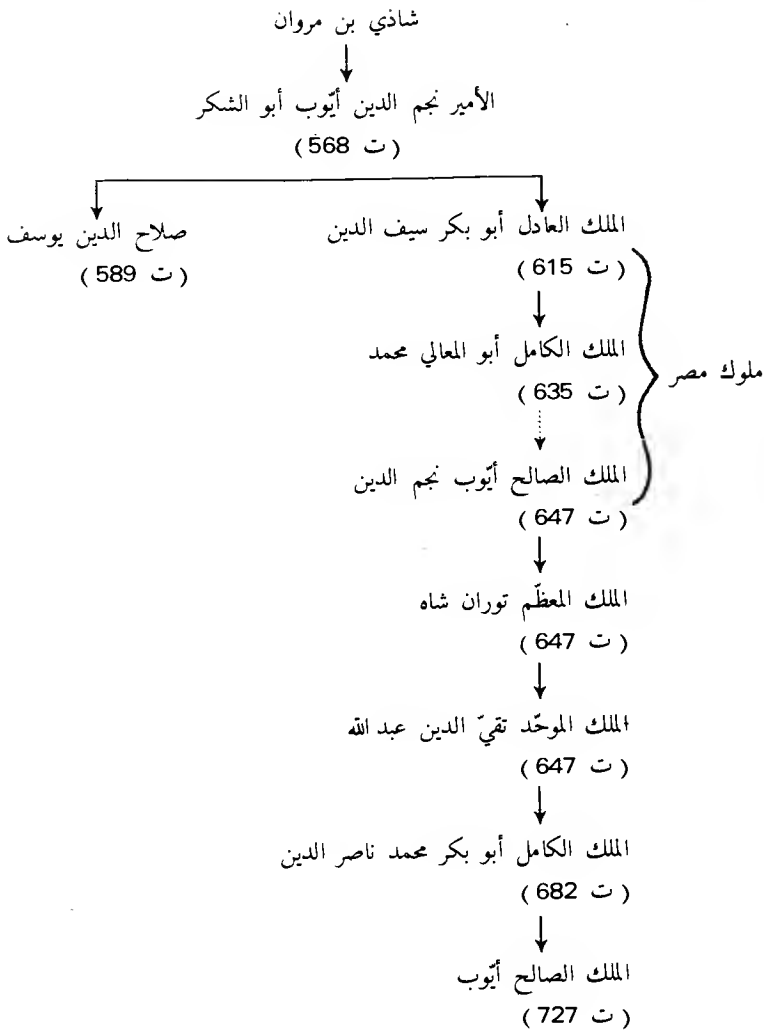 شاذي بن مروان
الأمير نجم الدين أيّوب أبو الشكر
(ت 568)
الملك العادل أبو بكر سيف الدين
(ت 615)
صلاح الدين يوسف
(ت 589)
الملك الكامل أبو المعالي محمد
(ت 635)
ملوك مصر
الملك الصالح أيّوب نجم الدين
(ت 647)
الملك المعظّم توران شاه
(ت 647)
الملك الموحّد تقيّ الدين عبد الله
(ت 647)
الملك الكامل أبو بكر محمد ناصر الدين
(ت 682)
الملك الصالح أيّوب
(ت 727)